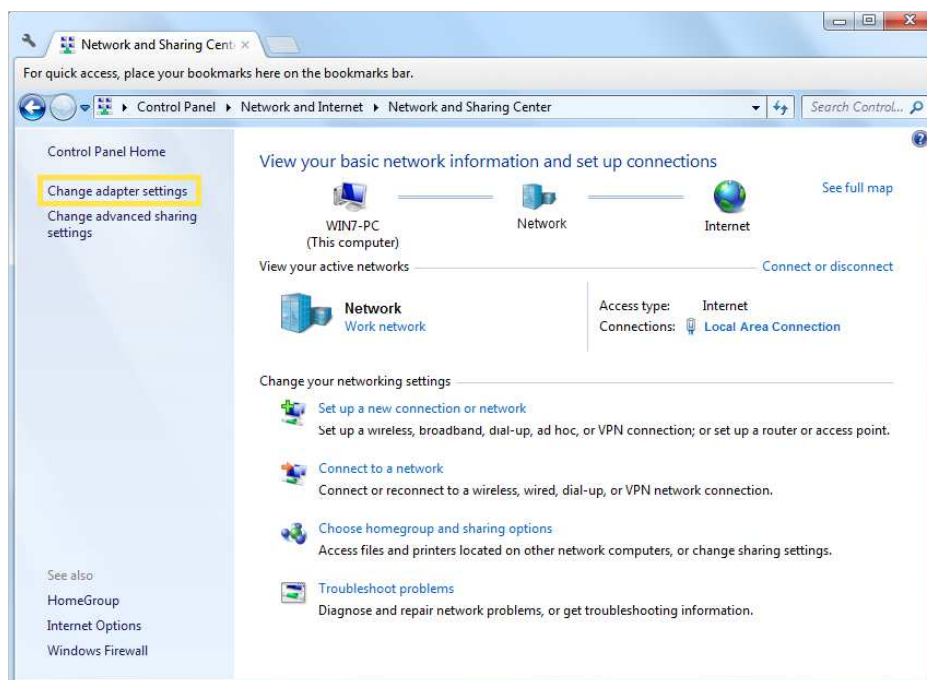 Network and Sharing Cent
For quick access, place your bookmarks here on the bookmarks bar.
Control Panel Network and Internet Network and Sharing Center
Search Control...
Control Panel Home
Change adapter settings
Change advanced sharing
settings
See also
HomeGroup
Internet Options
Windows Firewall
View your basic network information and set up connections
See full map
WIN7-PC
(This computer)
Network
Internet
View your active networks
Connect or disconnect
Network
Work network
Access type: Internet
Connections: Local Area Connection
Change your networking settings
Set up a new connection or network
Set up a wireless, broadband, dial-up, ad hoc, or VPN connection; or set up a router or access point.
Connect to a network
Connect or reconnect to a wireless, wired, dial-up, or VPN network connection.
Choose homegroup and sharing options
Access files and printers located on other network computers, or change sharing settings.
Troubleshoot problems
Diagnose and repair network problems, or get troubleshooting information.